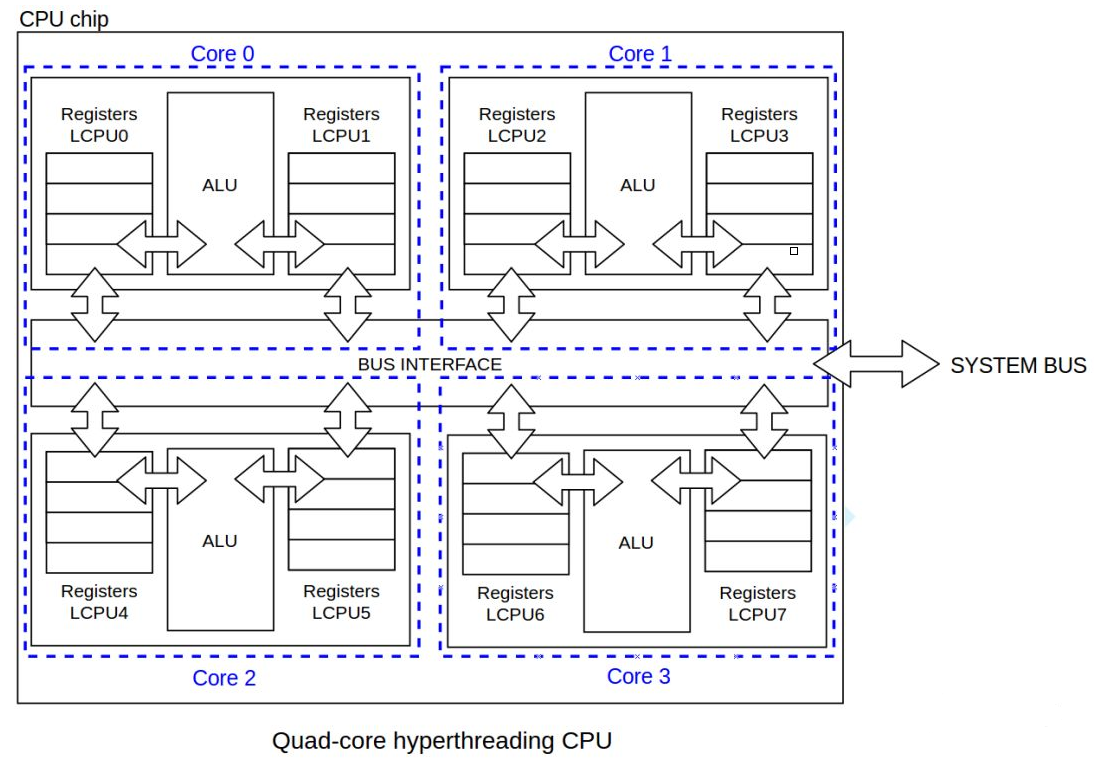 CPU chip
Core 0
Core 1
Registers
LCPU0
ALU
Registers
LCPU1
Registers
LCPU2
ALU
Registers
LCPU3
BUS INTERFACE
SYSTEM BUS
Registers
LCPU4
ALU
Registers
LCPU5
Registers
LCPU6
ALU
Registers
LCPU7
Core 2
Core 3
Quad-core hyperthreading CPU